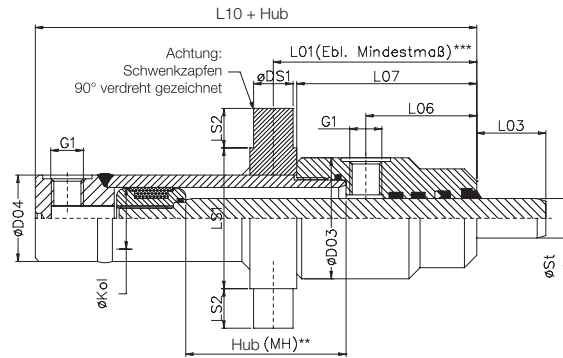 L10 + Hub
L01(Ebl. Mindestmaß)***
Achtung:
Schwenkzapfen
90° verdreht gezeichnet
øDS1
L07
L06
L03
G1
G1
LS2
LS1
LS2
øD04
øKol
øD03
øSt
Hub (MH)**